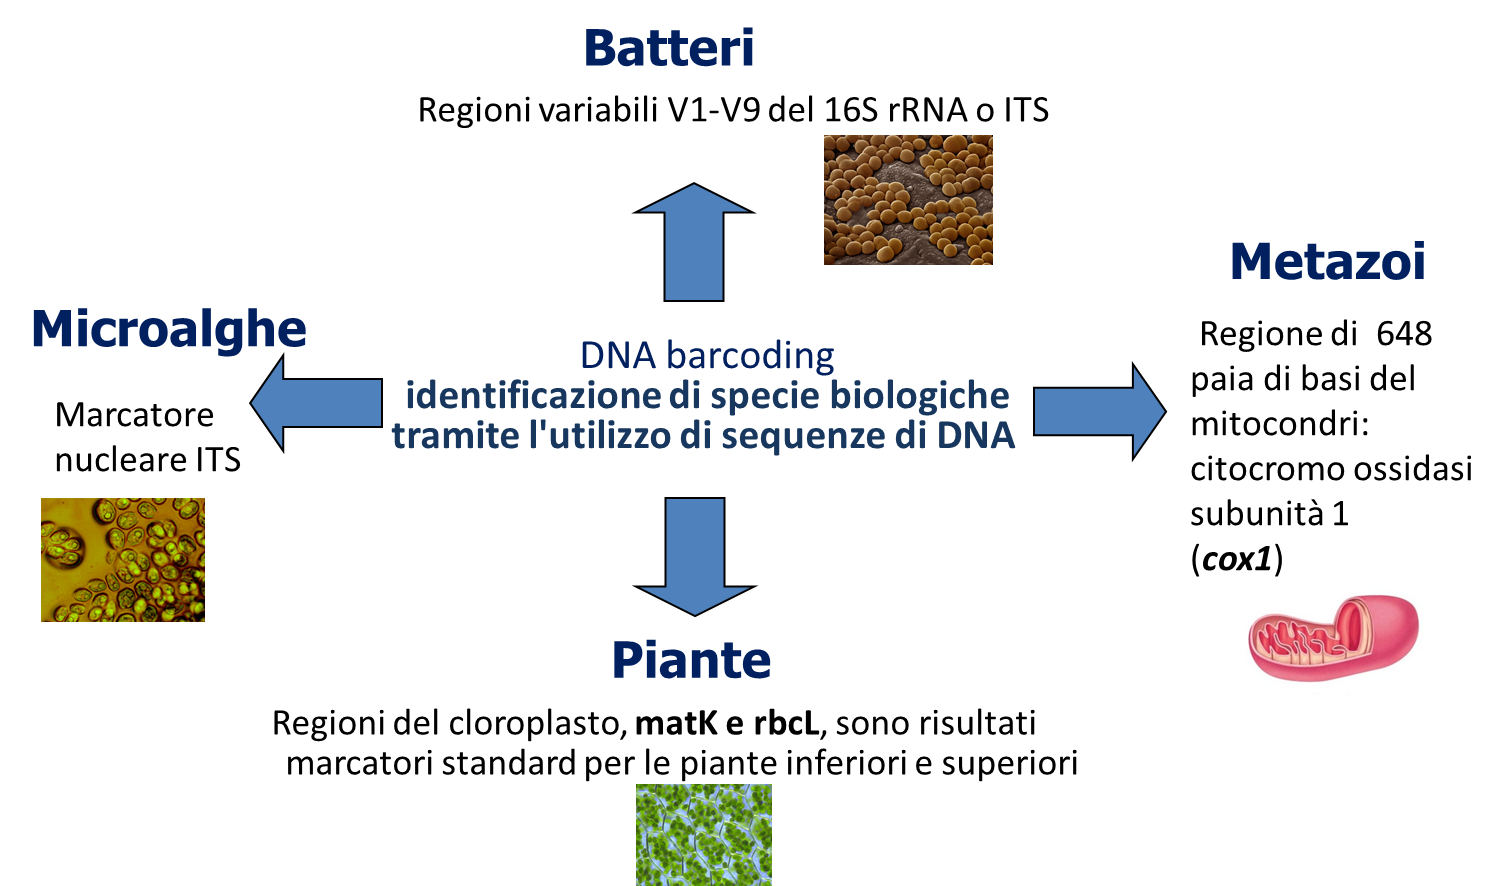 Batteri
Regioni variabili V1-V9 del 16S rRNA o ITS
Metazoi
Regione di 648
paia di basi del
mitocondri:
citocromo ossidasi
subunità 1
(cox1)
Microalghe
Marcatore
nucleare ITS
DNA barcoding
identificazione di specie biologiche
tramite l'utilizzo di sequenze di DNA
Piante
Regioni del cloroplasto, matK e rbcL, sono risultati
marcatori standard per le piante inferiori e superiori